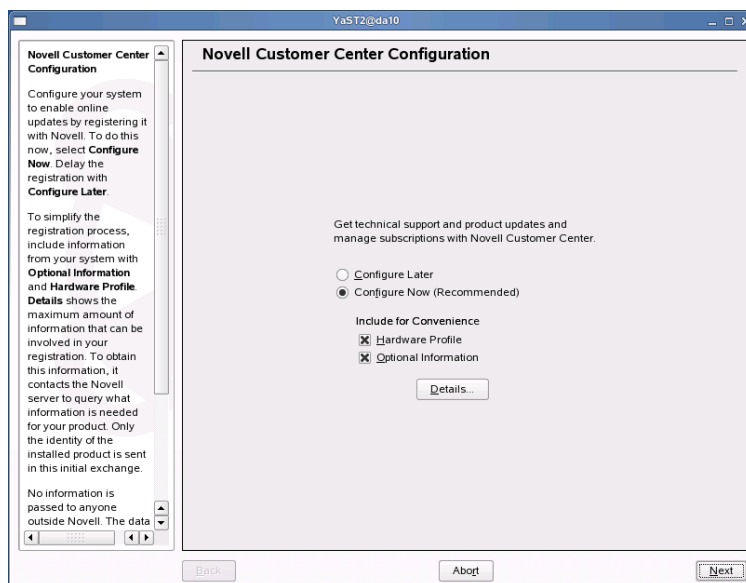 YaST2@da10
Novell Customer Center
Configuration
Configure your system
to enable online
updates by registering it
with Novell. To do this
now, select Configure
Now. Delay the
registration with
Configure Later.
To simplify the
registration process,
include information
from your system with
Optional Information
and Hardware Profile.
Details shows the
maximum amount of
information that can be
involved in your
registration. To obtain
this information, it
contacts the Novell
server to query what
information is needed
for your product. Only
the identity of the
installed product is sent
in this initial exchange.
No information is
passed to anyone
outside Novell. The data
Novell Customer Center Configuration
Get technical support and product updates and
manage subscriptions with Novell Customer Center.
Configure Later
Configure Now (Recommended)
Include for Convenience
Hardware Profile
Optional Information
Details...
Back
Abort
Next